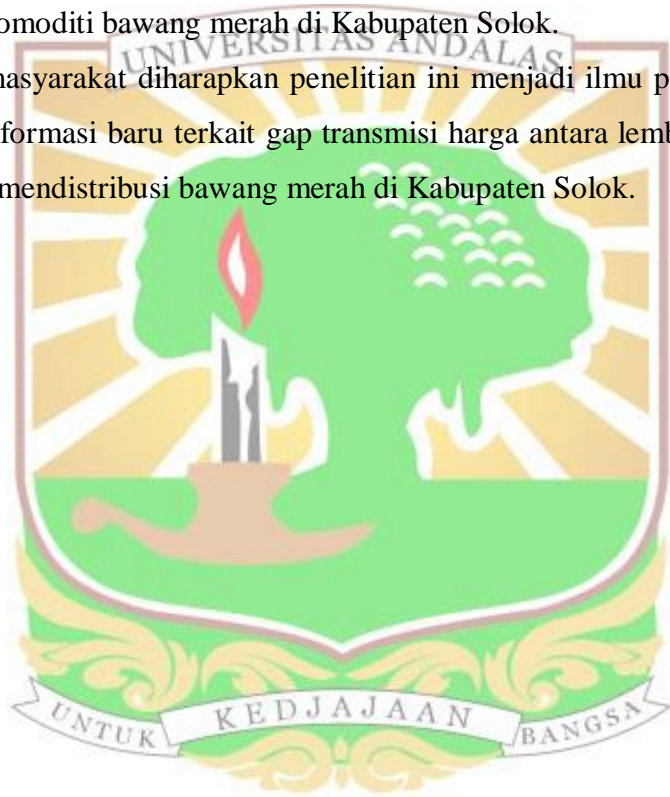 omoditi bawang merah di Kabupaten Solok.
UNIVERSITAS ANDALAS
nasyarakat diharapkan penelitian ini menjadi ilmu p
formasi baru terkait gap transmisi harga antara lemb
mendistribusi bawang merah di Kabupaten Solok.
UNTUK KEDJAJAAN BANGSA